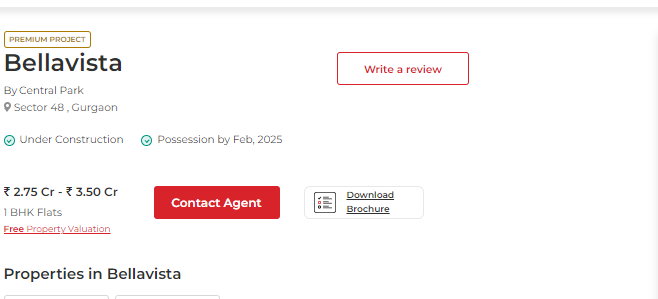 PREMIUM PROJECT
Bellavista
Write a review
By Central Park
Sector 48 , Gurgaon
Under Construction Possession by Feb, 2025
₹ 2.75 Cr - ₹ 3.50 Cr
1 BHK Flats
Free Property Valuation
Contact Agent
Download
Brochure
Properties in Bellavista